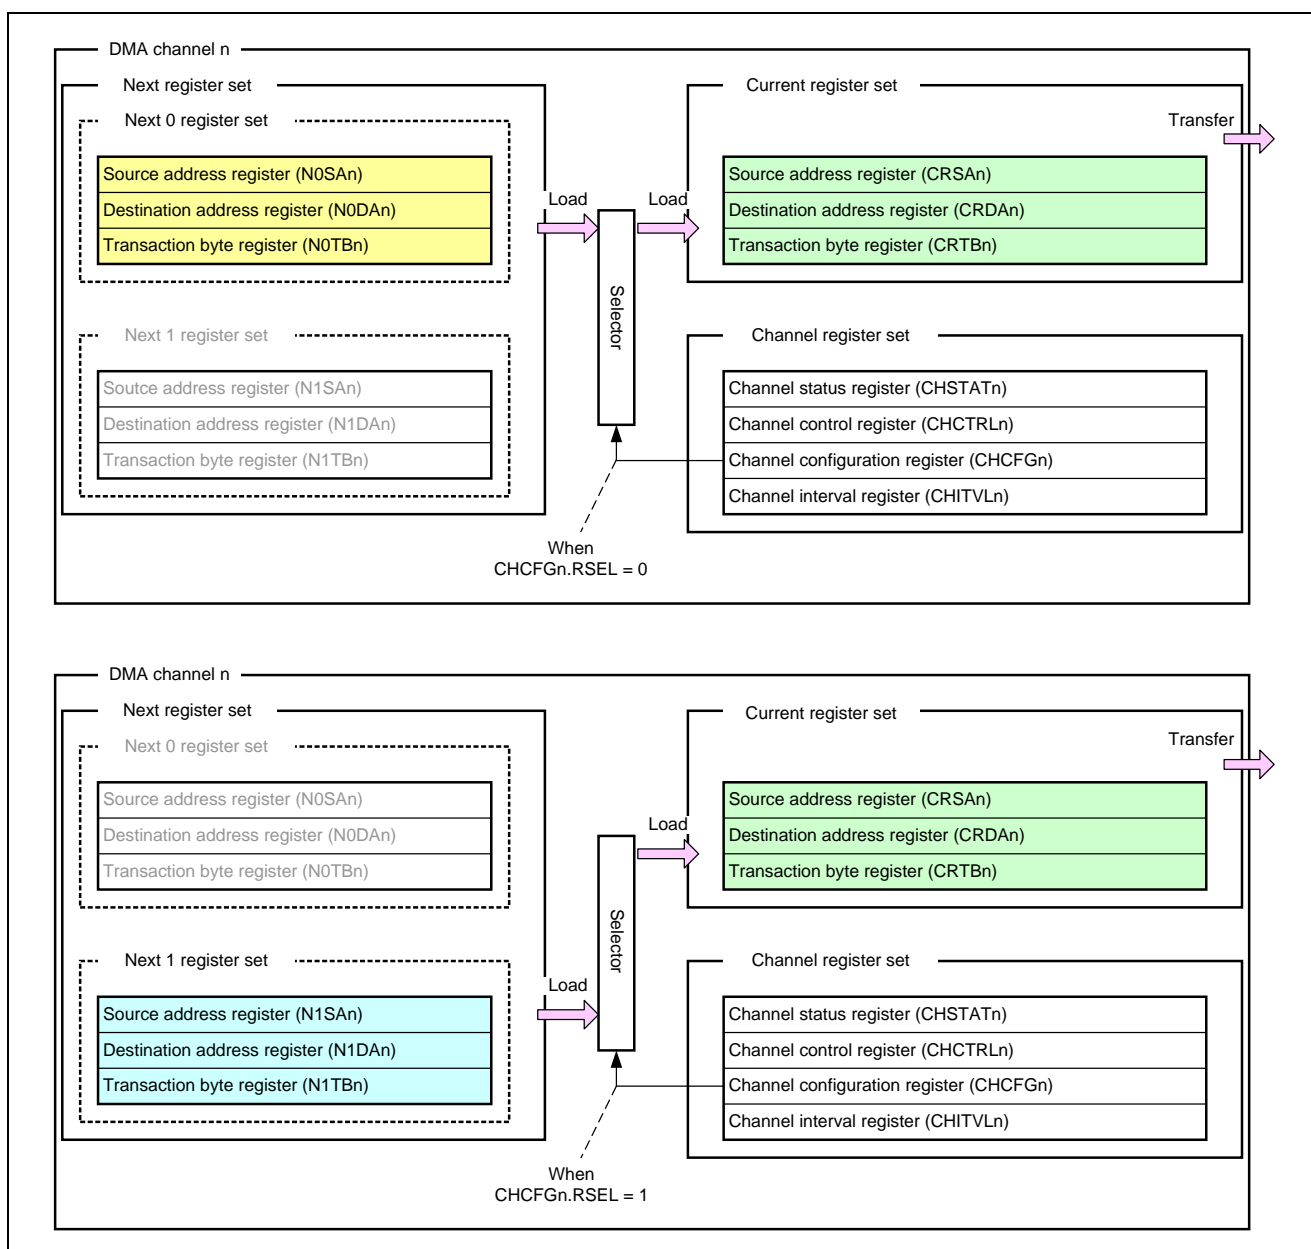 DMA channel n
Next register set
Current register set
Next 0 register set
Transfer
Source address register (N0SAn)
Destination address register (N0DAn)
Transaction byte register (N0TBn)
Load
Load
Source address register (CRSAn)
Destination address register (CRDAn)
Transaction byte register (CRTBn)
Selector
Next 1 register set
Channel register set
Soutce address register (N1SAn)
Destination address register (N1DAn)
Transaction byte register (N1TBn)
Channel status register (CHSTATn)
Channel control register (CHCTRLn)
Channel configuration register (CHCFGn)
Channel interval register (CHITVLn)
When
CHCFGn.RSEL = 0
DMA channel n
Next register set
Current register set
Next 0 register set
Transfer
Source address register (N0SAn)
Destination address register (N0DAn)
Transaction byte register (N0TBn)
Load
Source address register (CRSAn)
Destination address register (CRDAn)
Transaction byte register (CRTBn)
Selector
Next 1 register set
Channel register set
Load
Source address register (N1SAn)
Destination address register (N1DAn)
Transaction byte register (N1TBn)
Channel status register (CHSTATn)
Channel control register (CHCTRLn)
Channel configuration register (CHCFGn)
Channel interval register (CHITVLn)
When
CHCFGn.RSEL = 1